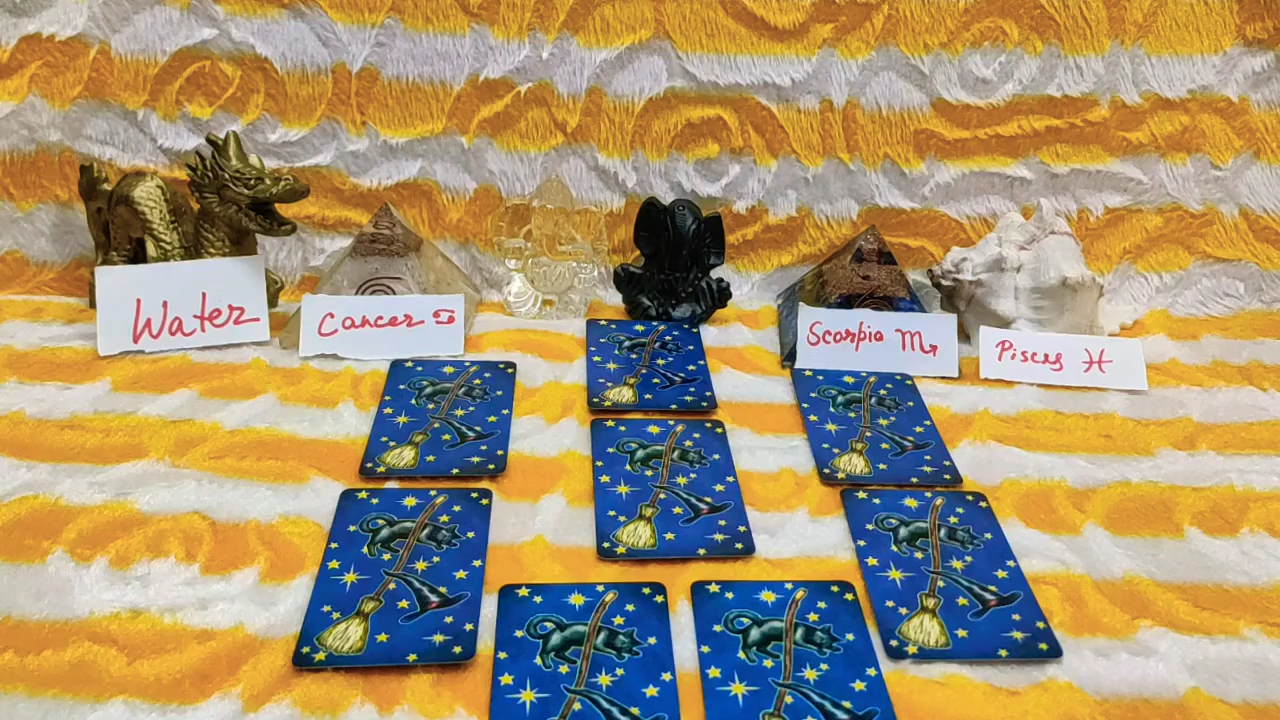 Water
Cancer ♋
Scorpio ♏
Pisces ♓